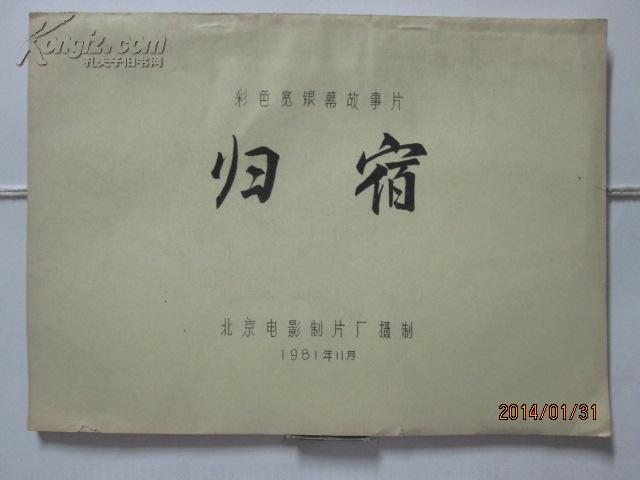 Kongfz.com
孔夫子旧书网
彩色宽银幕故事片
归宿
北京电影制片厂摄制
1981年11月
2014/01/31